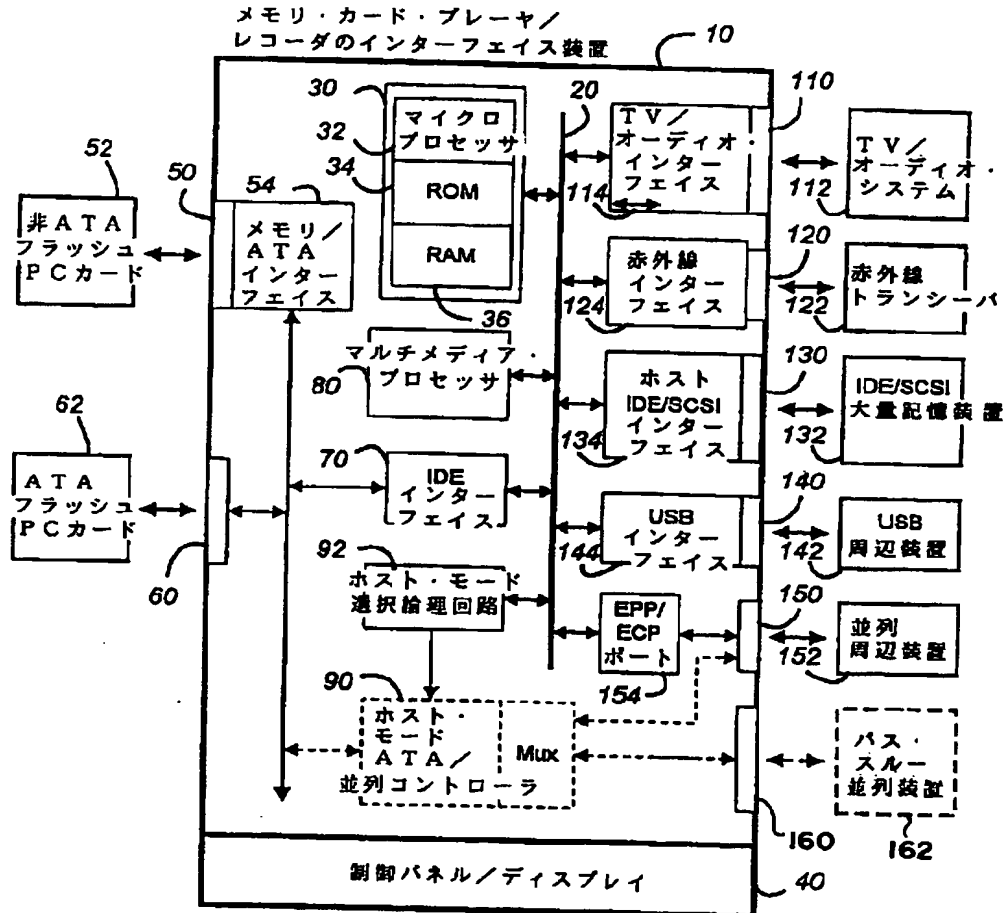 メモリ・カード・プレーヤ/
レコーダのインターフェイス装置
10
30
20
110
マイクロ
プロセッサ
32
34
ROM
RAM
36
TV/
オーディオ・
インター
フェイス
114
TV/
オーディオ・
システム
112
52
50
54
非ATA
フラッシュ
PCカード
メモリ/
ATA
インター
フェイス
120
赤外線
インター
フェイス
124
赤外線
トランシーバ
122
マルチメディア・
プロセッサ
80
130
ホスト
IDE/SCSI
インター
フェイス
134
IDE/SCSI
大量記憶装置
132
62
ATA
フラッシュ
PCカード
60
70
IDE
インター
フェイス
140
USB
インター
フェイス
144
USB
周辺装置
142
92
ホスト・モード
選択論理回路
150
EPP/
ECP
ポート
154
並列
周辺装置
152
90
ホスト・
モード
ATA/
並列コントローラ
Mux
パス・
スルー
並列装置
160
162
制御パネル/ディスプレイ
40